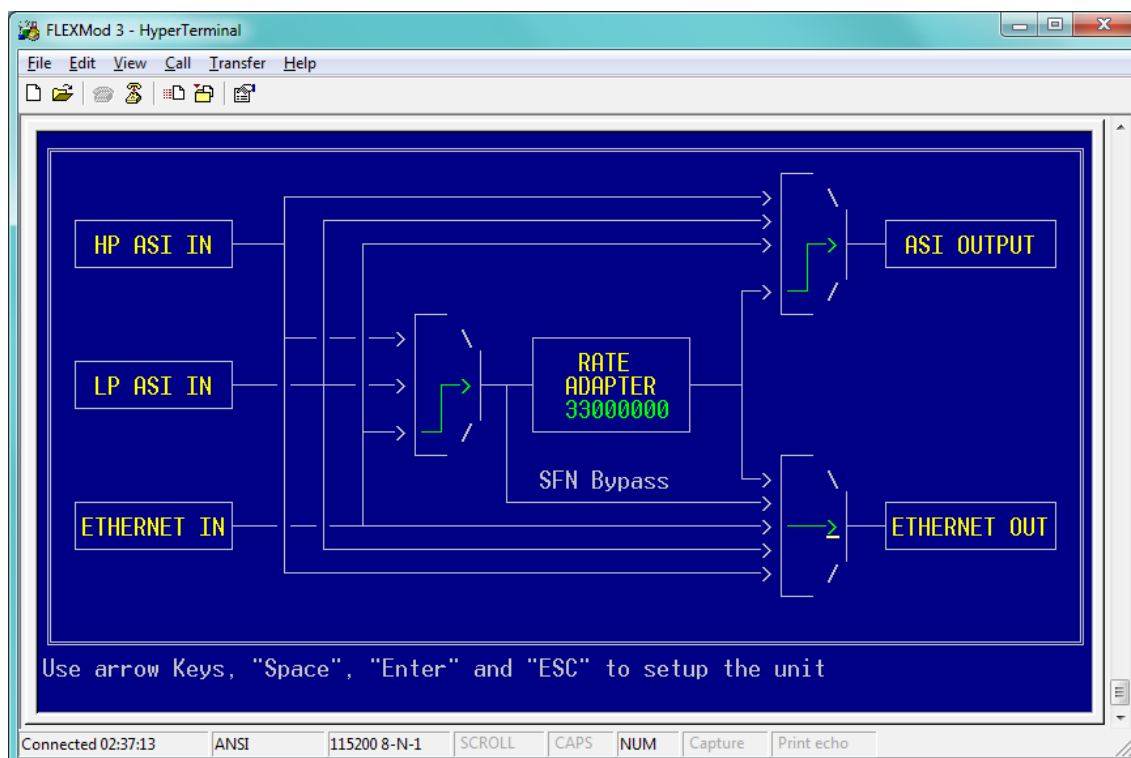 FLEXMod 3 - HyperTerminal
File Edit View Call Transfer Help
HP ASI IN
ASI OUTPUT
LP ASI IN
RATE
ADAPTER
33000000
SFN Bypass
ETHERNET IN
ETHERNET OUT
Use arrow Keys, "Space", "Enter" and "ESC" to setup the unit
Connected 02:37:13 ANSI 115200 8-N-1 SCROLL CAPS NUM Capture Print echo